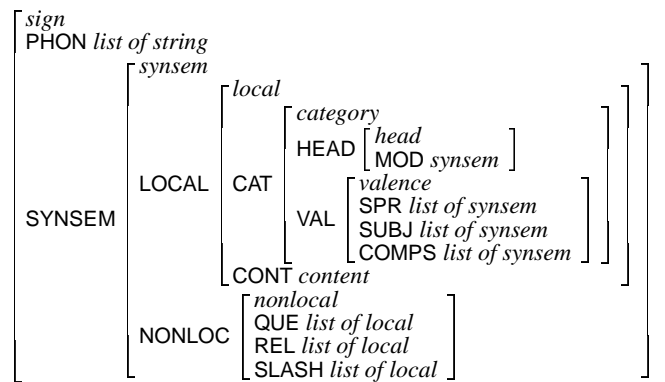 sign
PHON list of string
synsem
local
category
HEAD head
MOD synsem
LOCAL CAT
valence
SPR list of synsem
SYNSEM VAL
SUBJ list of synsem
COMPS list of synsem
CONT content
nonlocal
QUE list of local
NONLOC
REL list of local
SLASH list of local